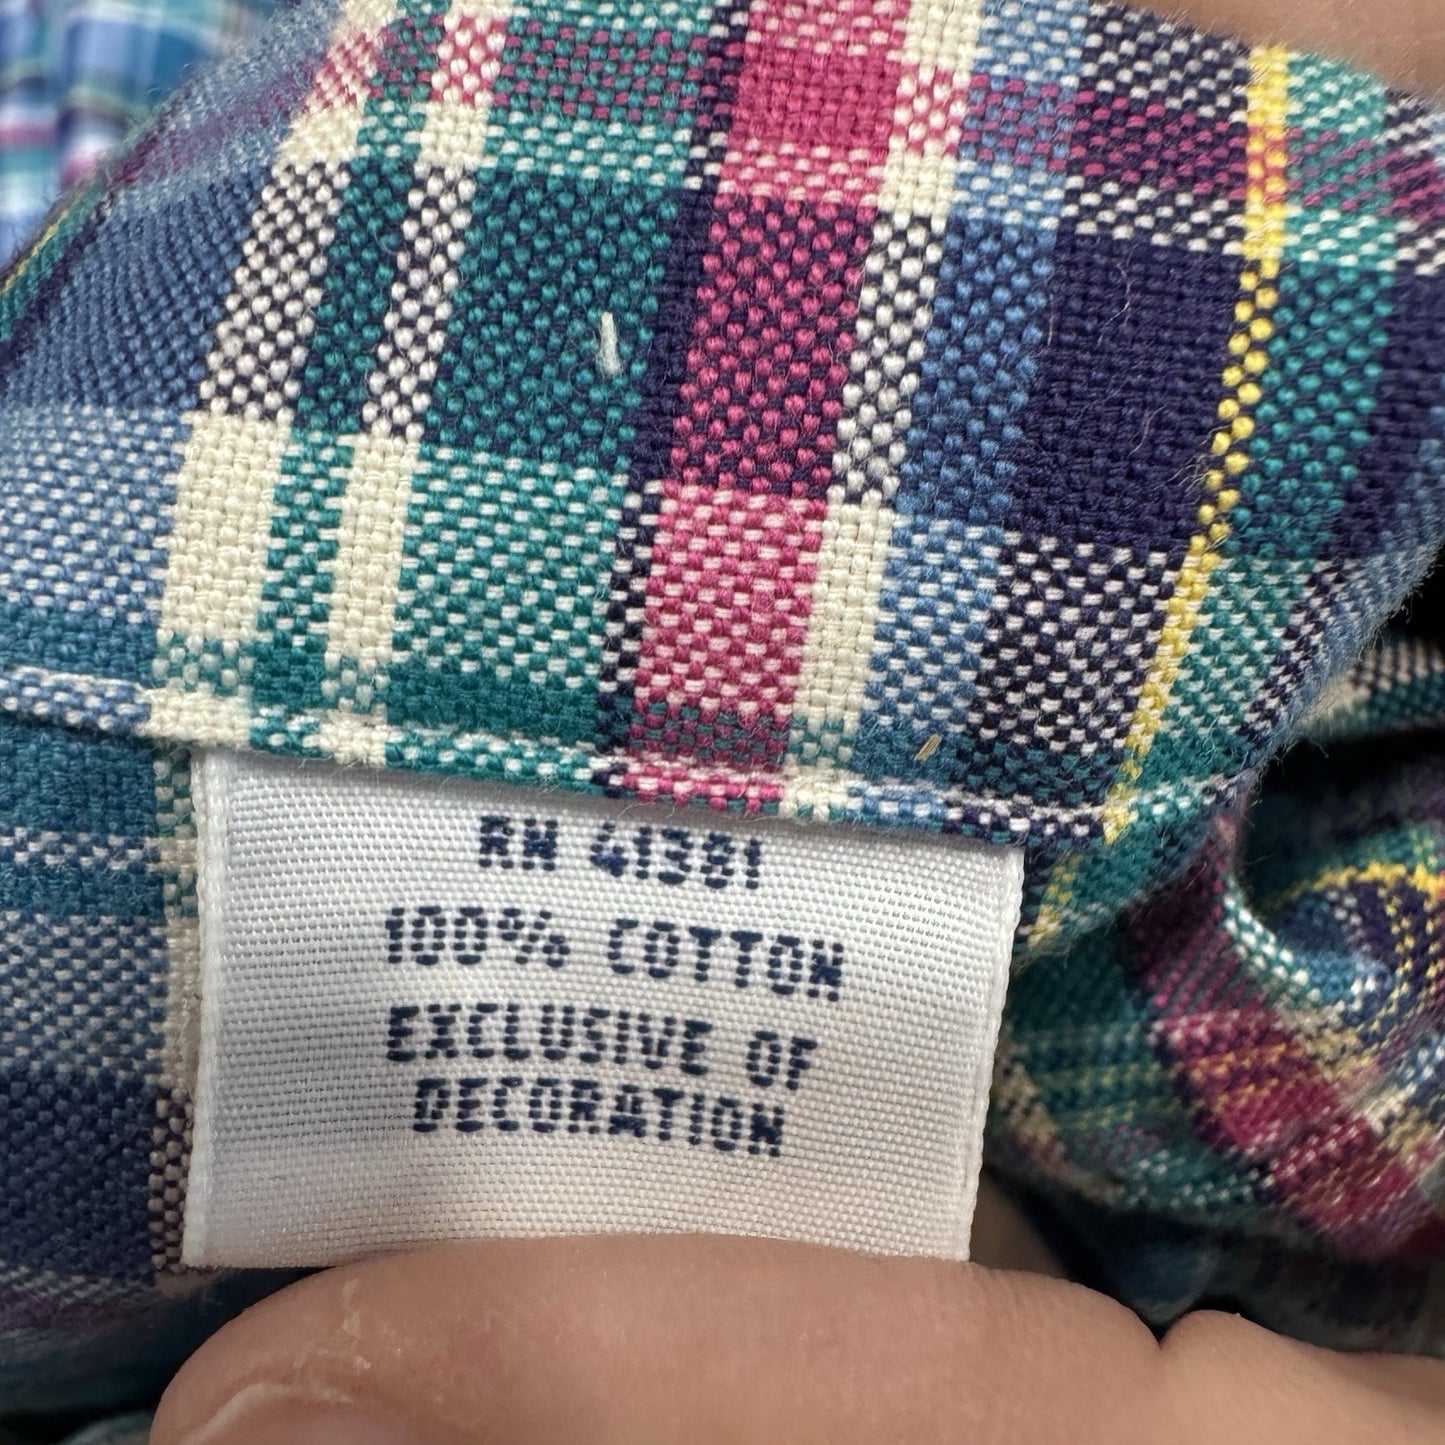 RN 41381
100% COTTON
EXCLUSIVE OF
DECORATION